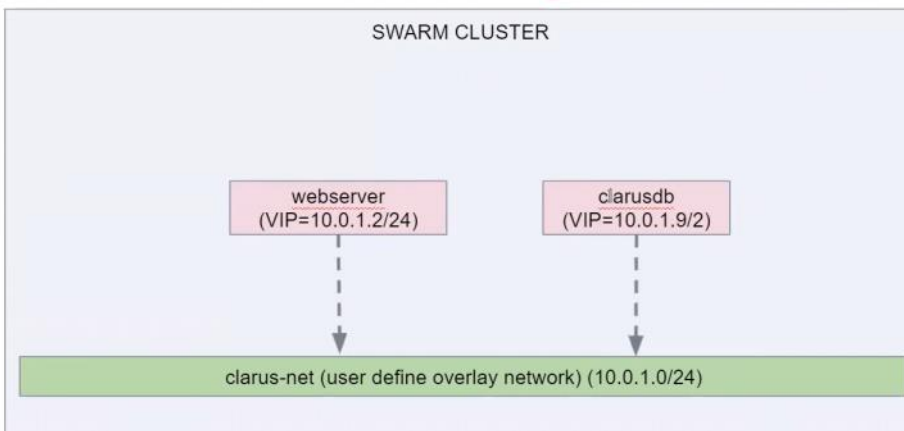 SWARM CLUSTER
webserver
(VIP=10.0.1.2/24)
clarusdb
(VIP=10.0.1.9/2)
clarus-net (user define overlay network) (10.0.1.0/24)